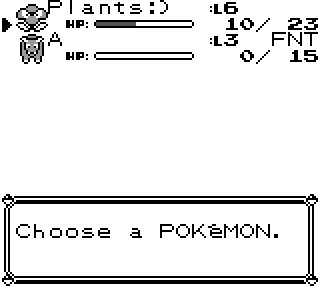 Plants:) :L6
HP: 10/ 23
A :L3 FNT
HP: 0/ 15
Choose a POKéMON.